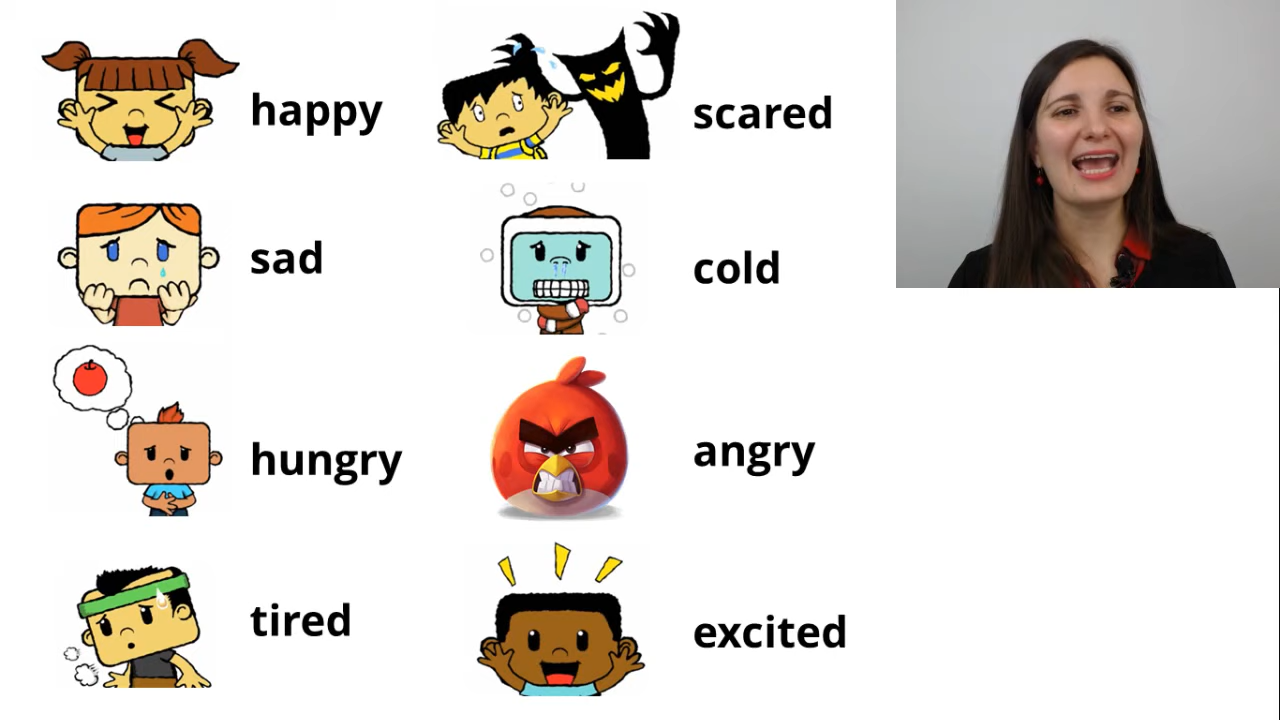 happy
scared
sad
cold
hungry
angry
tired
excited